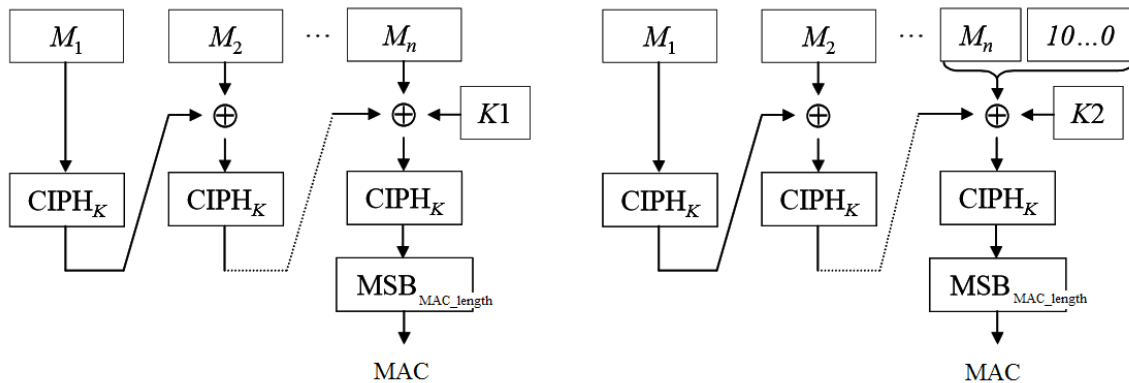 M1 M2 … Mn
⊕ ⊕ K1
CIPHK CIPHK CIPHK
MSBMAC_length
MAC
M1 M2 … Mn 10…0
⊕ ⊕ K2
CIPHK CIPHK CIPHK
MSBMAC_length
MAC